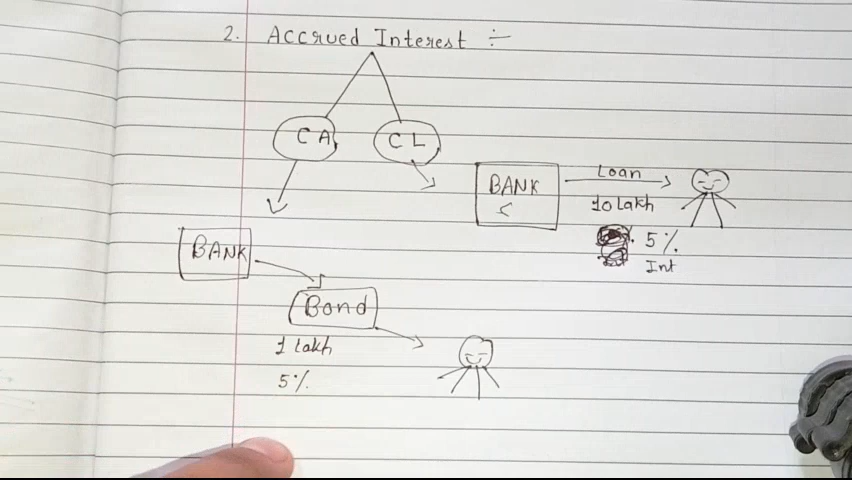 2. Accrued Interest ÷
CA
CL
BANK
Loan
10 Lakh
5%
Int
BANK
Bond
1 lakh
5%